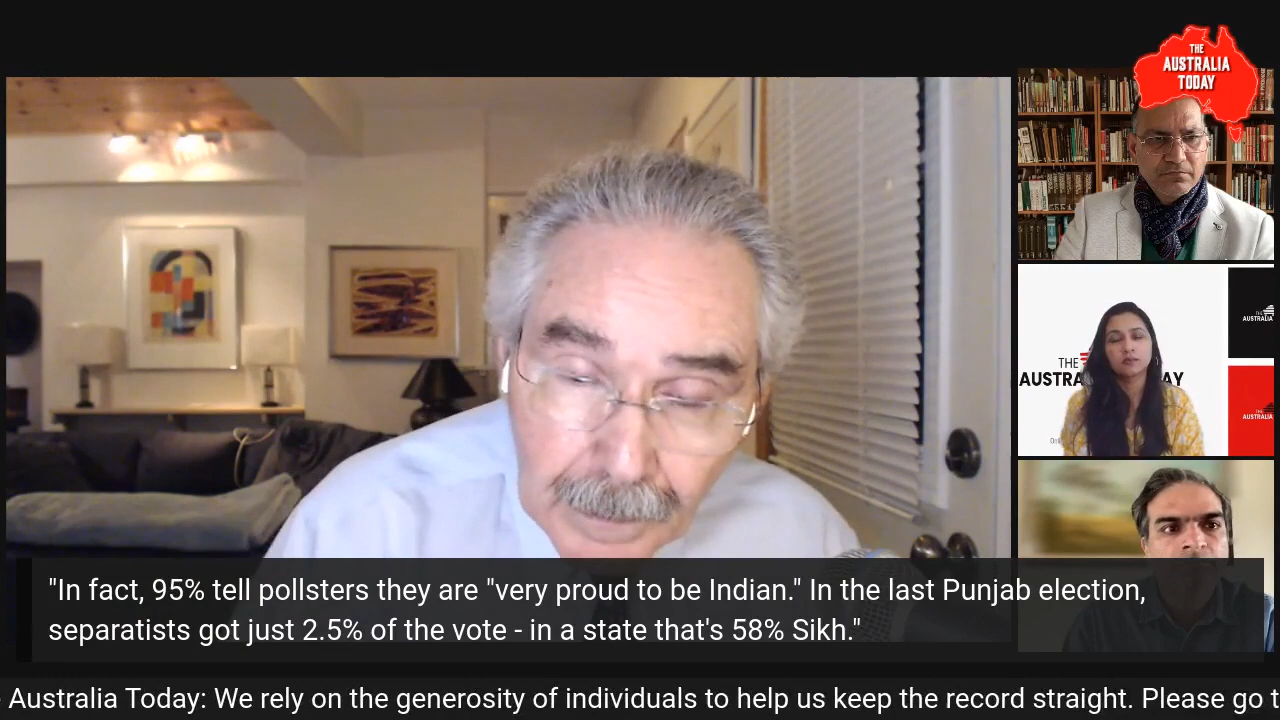 THE
AUSTRALIA
TODAY
THE
AUSTRA AY
THE
AUSTRALIA
THE
AUSTRALIA
"In fact, 95% tell pollsters they are "very proud to be Indian." In the last Punjab election,
separatists got just 2.5% of the vote - in a state that's 58% Sikh."
Australia Today: We rely on the generosity of individuals to help us keep the record straight. Please go t